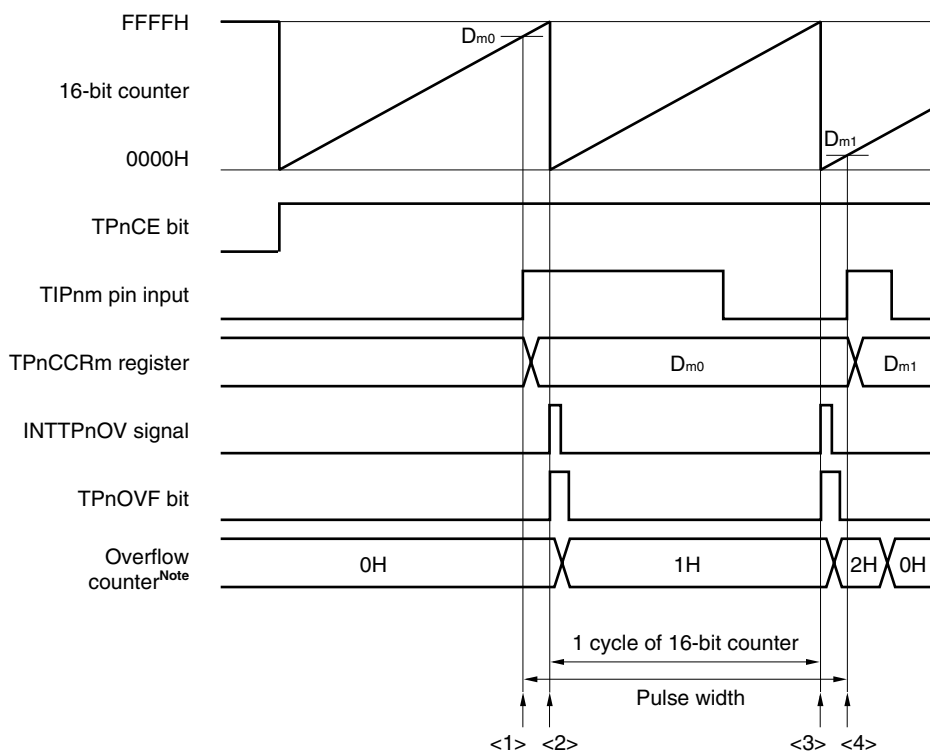 FFFFH
Dm0
16-bit counter
0000H
Dm1
TPnCE bit
TIPnm pin input
TPnCCRm register
Dm0
Dm1
INTTPnOV signal
TPnOVF bit
Overflow
counterNote
0H
1H
2H
0H
1 cycle of 16-bit counter
Pulse width
<1> <2> <3> <4>